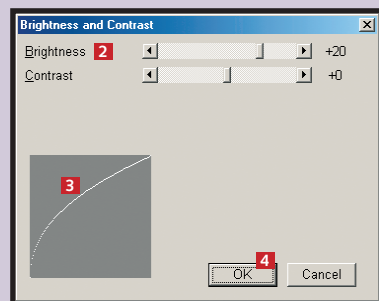 Brightness and Contrast
Brightness 2 +20
Contrast +0
3
4
OK Cancel